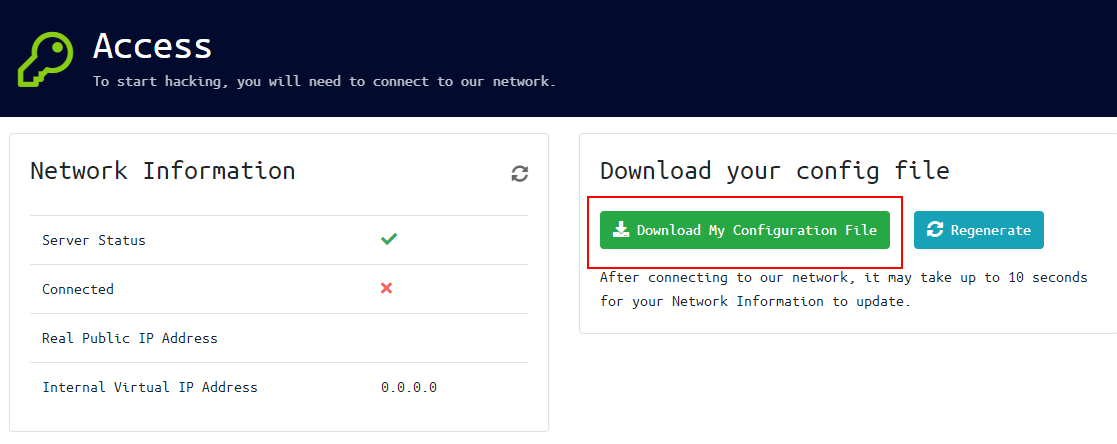 Access
To start hacking, you will need to connect to our network.
Network Information
Server Status
Connected
Real Public IP Address
Internal Virtual IP Address 0.0.0.0
Download your config file
Download My Configuration File Regenerate
After connecting to our network, it may take up to 10 seconds
for your Network Information to update.